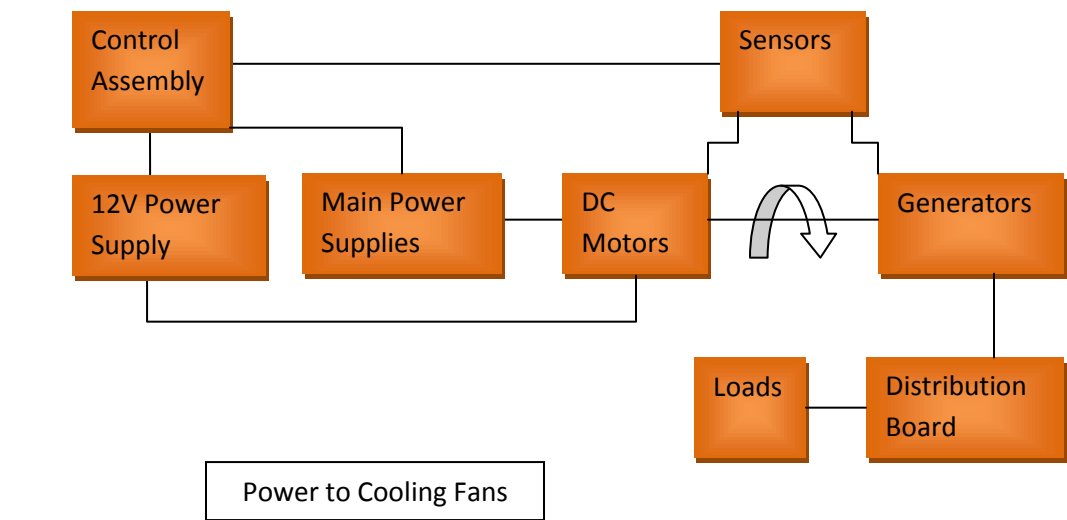 Control
Assembly
Sensors
12V Power
Supply
Main Power
Supplies
DC
Motors
Generators
Loads
Distribution
Board
Power to Cooling Fans